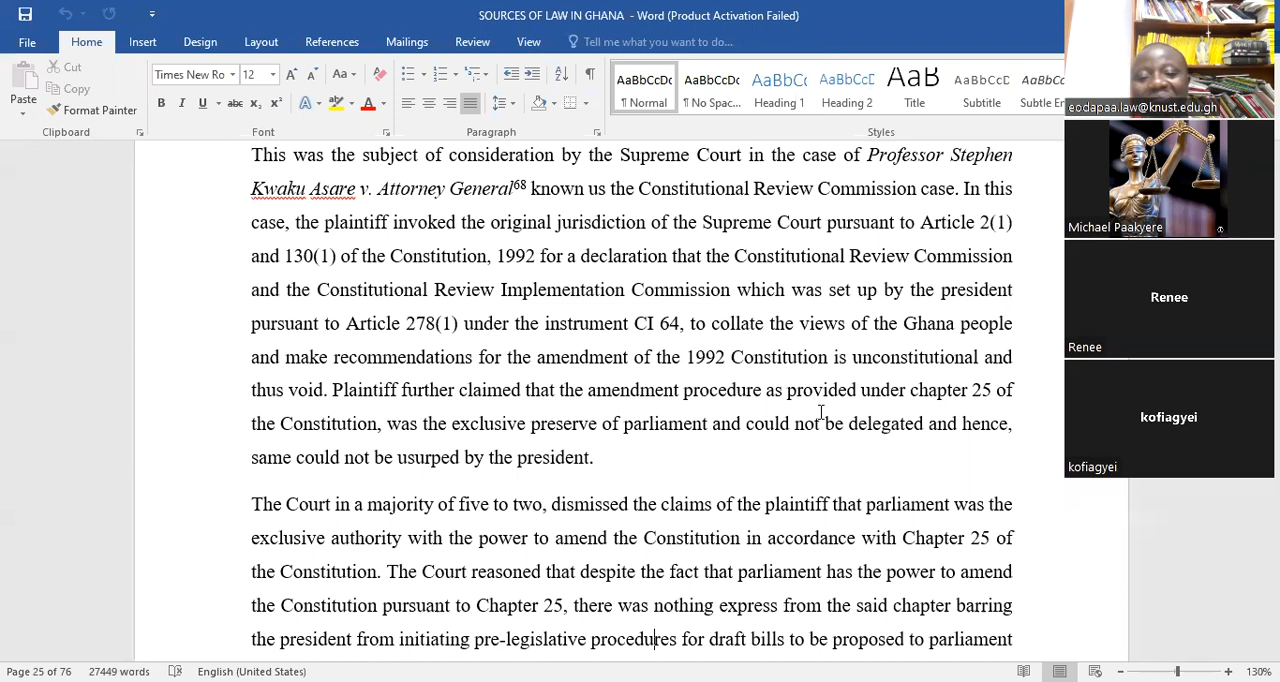 SOURCES OF LAW IN GHANA - Word (Product Activation Failed)
File Home Insert Design Layout References Mailings Review View Tell me what you want to do...
Paste Cut Copy Format Painter
Clipboard
Times New Ro 12 Aa
B I U abc x₂ x² A A
Font
Paragraph
AaBbCcDc AaBbCcDc AaBbCc AaBbCcC AaB AaBbCcD AaBbCcDc
¶ Normal ¶ No Spac... Heading 1 Heading 2 Title Subtitle Subtle Em
Styles
This was the subject of consideration by the Supreme Court in the case of Professor Stephen
Kwaku Asare v. Attorney General68 known us the Constitutional Review Commission case. In this
case, the plaintiff invoked the original jurisdiction of the Supreme Court pursuant to Article 2(1)
and 130(1) of the Constitution, 1992 for a declaration that the Constitutional Review Commission
and the Constitutional Review Implementation Commission which was set up by the president
pursuant to Article 278(1) under the instrument CI 64, to collate the views of the Ghana people
and make recommendations for the amendment of the 1992 Constitution is unconstitutional and
thus void. Plaintiff further claimed that the amendment procedure as provided under chapter 25 of
the Constitution, was the exclusive preserve of parliament and could not be delegated and hence,
same could not be usurped by the president.
The Court in a majority of five to two, dismissed the claims of the plaintiff that parliament was the
exclusive authority with the power to amend the Constitution in accordance with Chapter 25 of
the Constitution. The Court reasoned that despite the fact that parliament has the power to amend
the Constitution pursuant to Chapter 25, there was nothing express from the said chapter barring
the president from initiating pre-legislative procedures for draft bills to be proposed to parliament
Page 25 of 76 27449 words English (United States) 130%
eodapaa.law@knust.edu.gh
Michael Paakyere
Renee
Renee
kofiagyei
kofiagyei